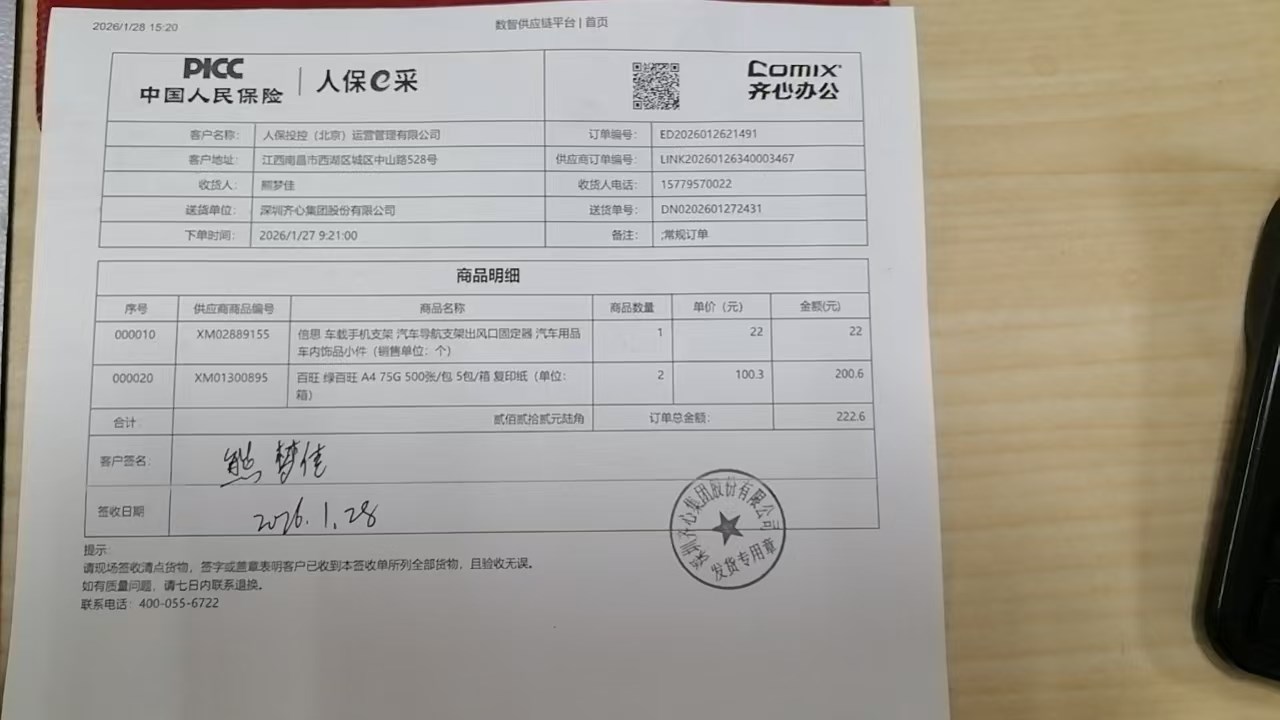 2026/1/28 15:20 数智供应链平台 | 首页
PICC
中国人民保险 | 人保e采
COMIX
齐心办公
客户名称: 人保投控（北京）运营管理有限公司 订单编号: ED2026012621491
客户地址: 江西南昌市西湖区城区中山路528号 供应商订单编号: LINK20260126340003467
收货人: 熊梦佳 收货人电话: 15779570022
送货单位: 深圳齐心集团股份有限公司 送货单号: DN0202601272431
下单时间: 2026/1/27 9:21:00 备注: ;常规订单
商品明细
序号 供应商商品编号 商品名称 商品数量 单价（元） 金额(元)
000010 XM02889155 倍思 车载手机支架 汽车导航支架出风口固定器 汽车用品 1 22 22
车内饰品小件（销售单位：个）
000020 XM01300895 百旺 绿百旺 A4 75G 500张/包 5包/箱 复印纸（单位： 2 100.3 200.6
箱）
合计: 贰佰贰拾贰元陆角 订单总金额: 222.6
客户签名: 熊梦佳
签收日期 2026.1.28
深圳齐心集团股份有限公司
发货专用章
提示:
请现场签收清点货物，签字或盖章表明客户已收到本签收单所列全部货物，且验收无误。
如有质量问题，请七日内联系退换。
联系电话：400-055-6722